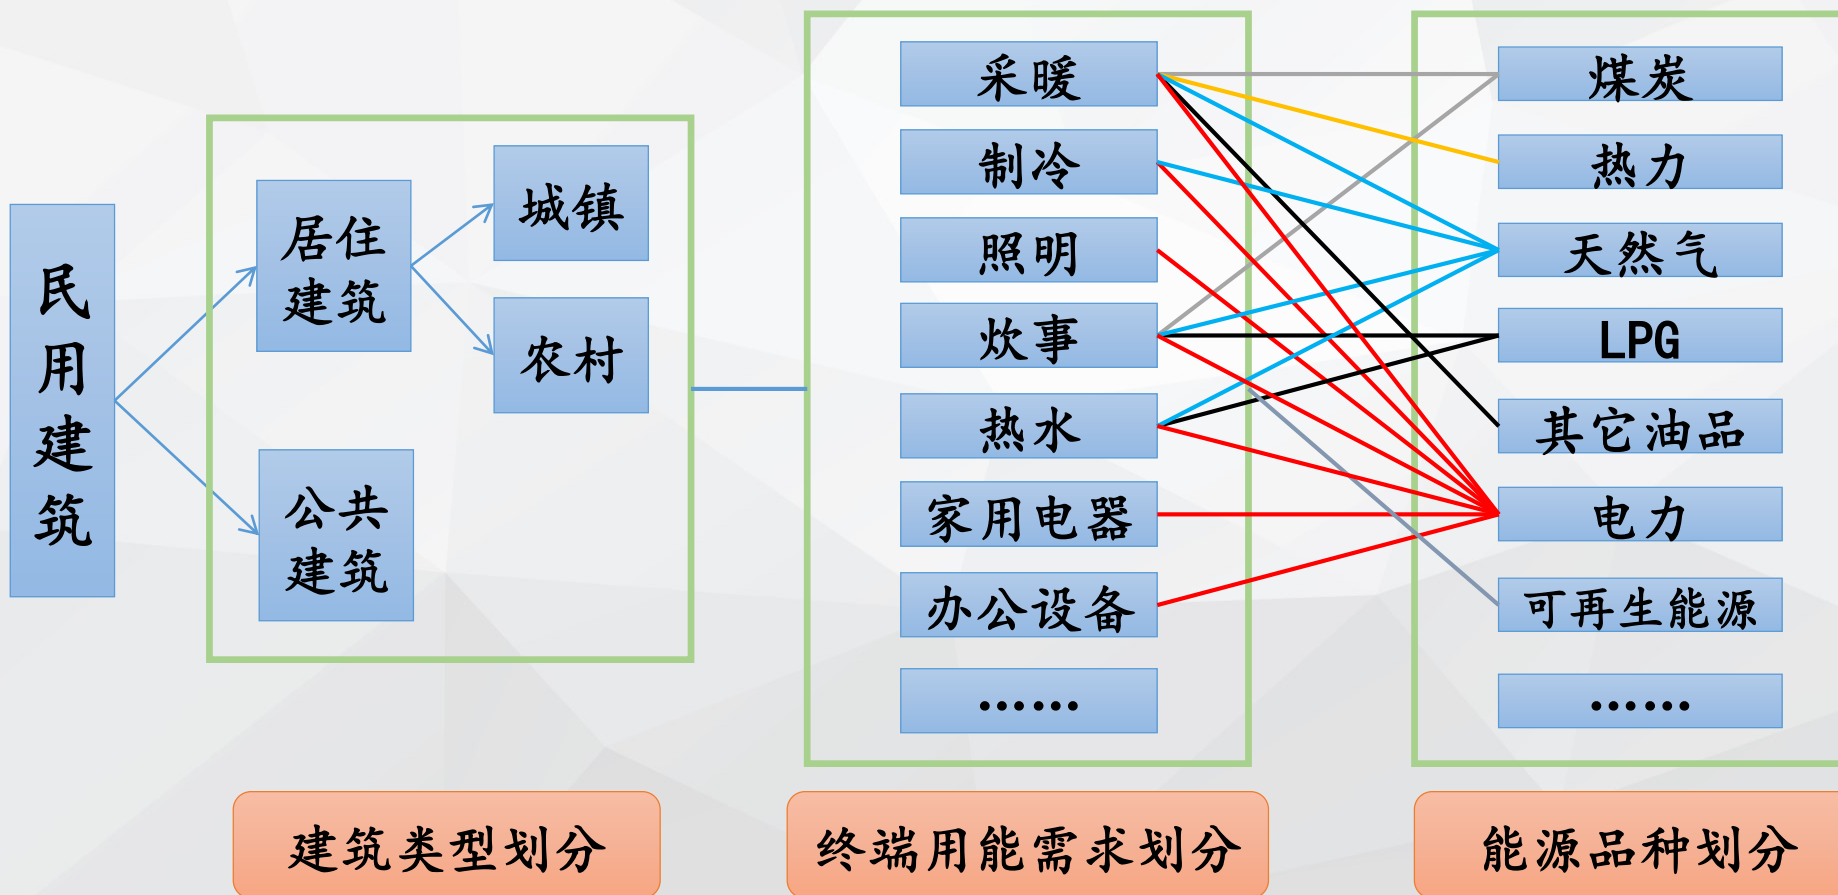 民用建筑
居住
建筑
城镇
农村
公共
建筑
建筑类型划分
采暖
制冷
照明
炊事
热水
家用电器
办公设备
……
终端用能需求划分
煤炭
热力
天然气
LPG
其它油品
电力
可再生能源
……
能源品种划分